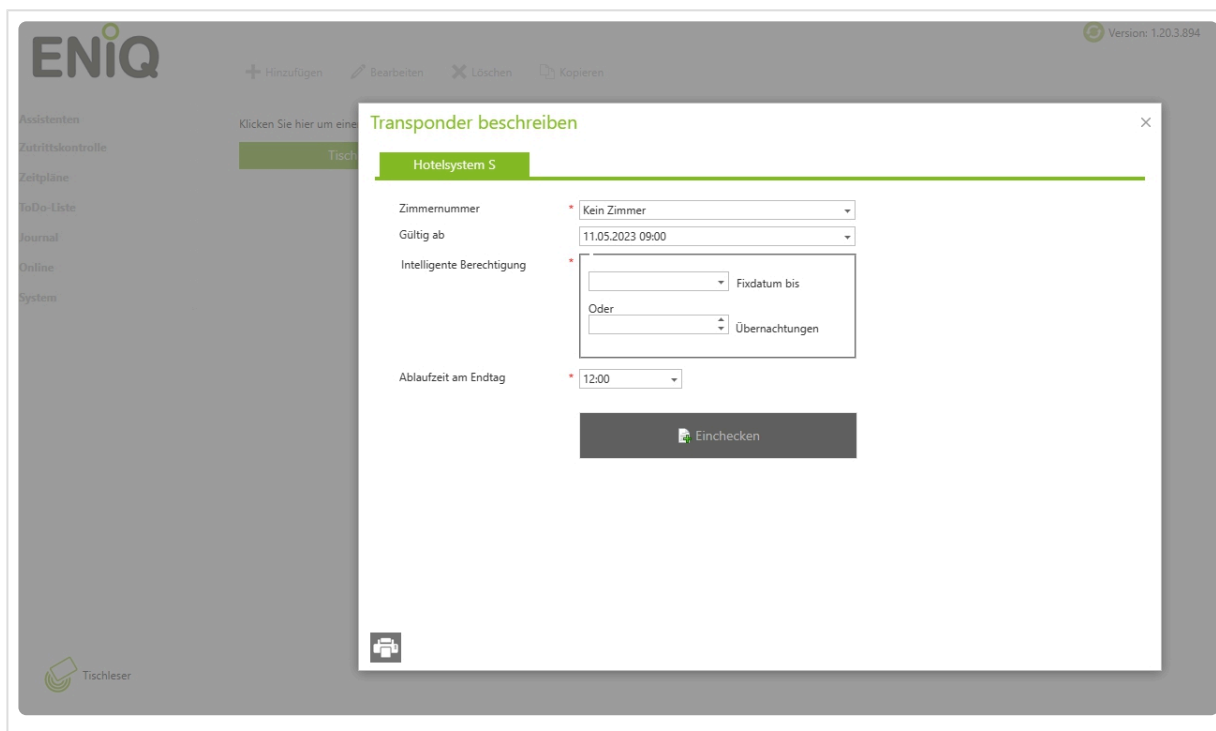 ENiQ
Version: 1.20.3.894
Hinzufügen Bearbeiten Löschen Kopieren
Assistenten
Zutrittskontrolle
Zeitpläne
ToDo-Liste
Journal
Online
System
Klicken Sie hier um eine
Tisch
Transponder beschreiben
Hotelsystem S
Zimmernummer * Kein Zimmer
Gültig ab 11.05.2023 09:00
Intelligente Berechtigung *
Fixdatum bis
Oder
Übernachtungen
Ablaufzeit am Endtag * 12:00
Einchecken
Tischleser